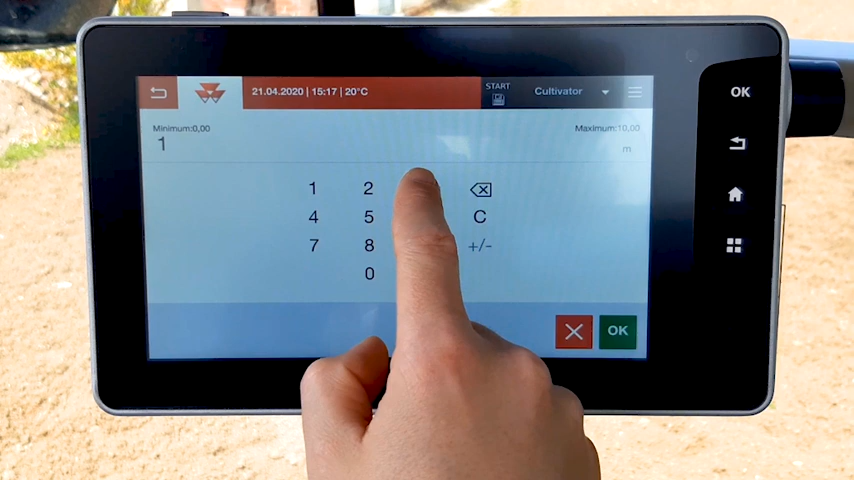 21.04.2020 | 15:17 | 20°C
START
Cultivator
Minimum:0,00
Maximum:10,00
1
m
1 2
4 5 C
7 8 +/-
0
OK
OK